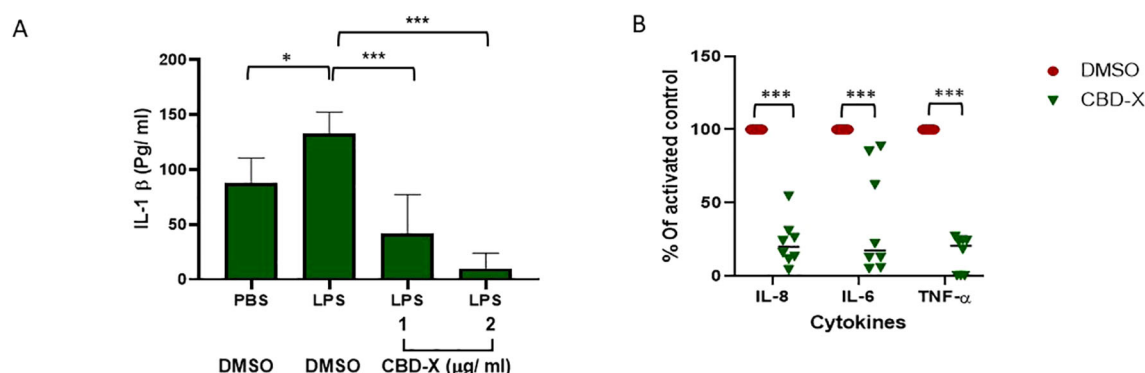 A
B
***
***
*
200
150
100
50
0
IL-1 β (Pg/ ml)
PBS
LPS
LPS
LPS
1
2
DMSO
DMSO
CBD-X (µg/ ml)
150
100
50
0
% Of activated control
***
***
***
IL-8
IL-6
TNF-α
Cytokines
DMSO
CBD-X